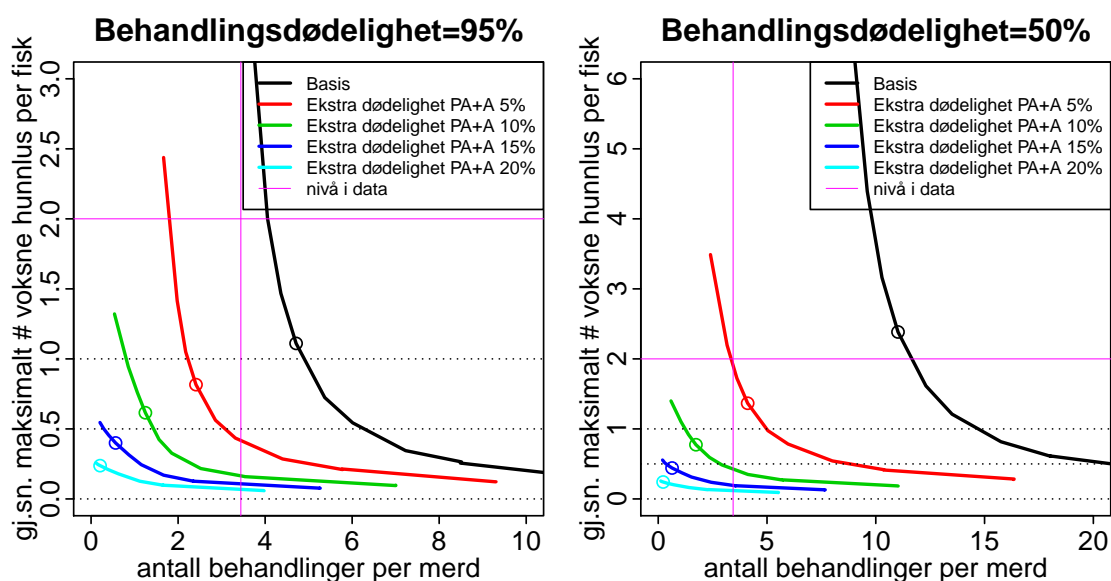 Behandlingsdødelighet=95%
gj.sn. maksimalt # voksne hunnlus per fisk
3.0
2.5
2.0
1.5
1.0
0.5
0.0
Basis
Ekstra dødelighet PA+A 5%
Ekstra dødelighet PA+A 10%
Ekstra dødelighet PA+A 15%
Ekstra dødelighet PA+A 20%
nivå i data
0 2 4 6 8 10
antall behandlinger per merd
Behandlingsdødelighet=50%
gj.sn. maksimalt # voksne hunnlus per fisk
6
5
4
3
2
1
0
Basis
Ekstra dødelighet PA+A 5%
Ekstra dødelighet PA+A 10%
Ekstra dødelighet PA+A 15%
Ekstra dødelighet PA+A 20%
nivå i data
0 5 10 15 20
antall behandlinger per merd